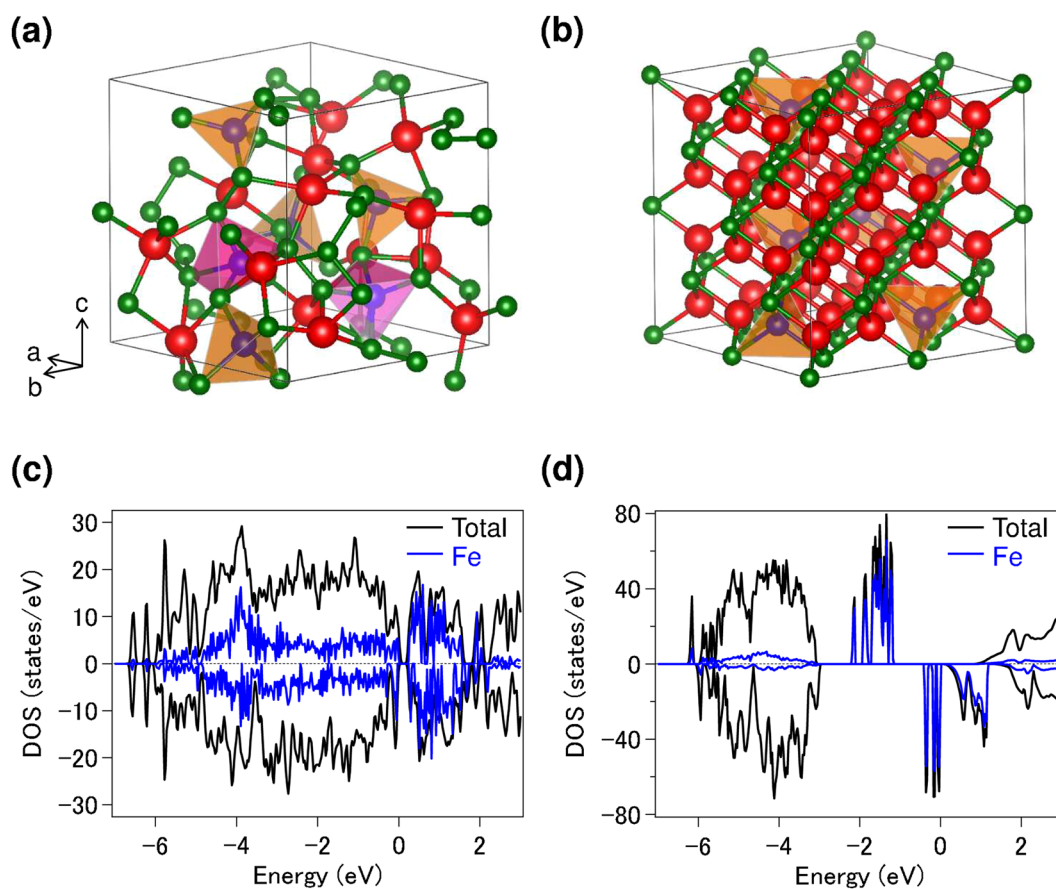 (a)
(b)
c
a
b
(c)
(d)
30
20
10
0
−10
−20
−30
DOS (states/eV)
Total
Fe
−6
−4
−2
0
2
Energy (eV)
80
40
0
−40
−80
DOS (states/eV)
Total
Fe
−6
−4
−2
0
2
Energy (eV)